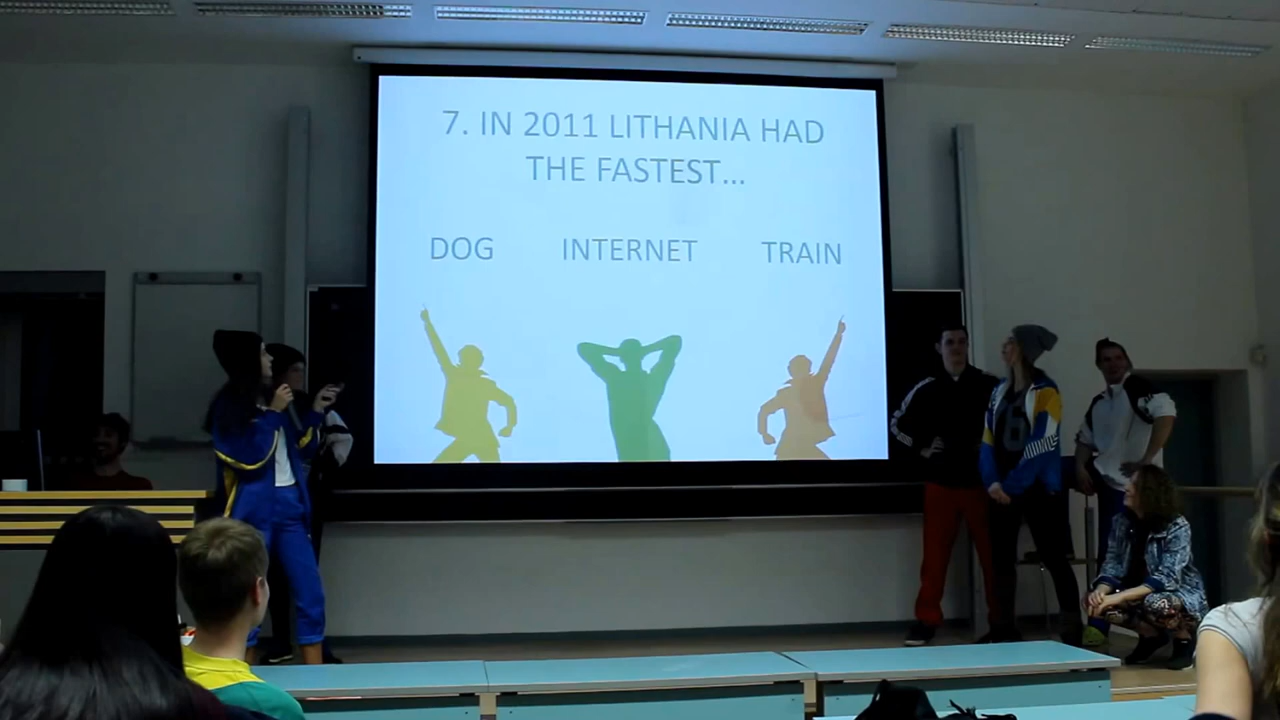 7. IN 2011 LITHANIA HAD
THE FASTEST...
DOG INTERNET TRAIN